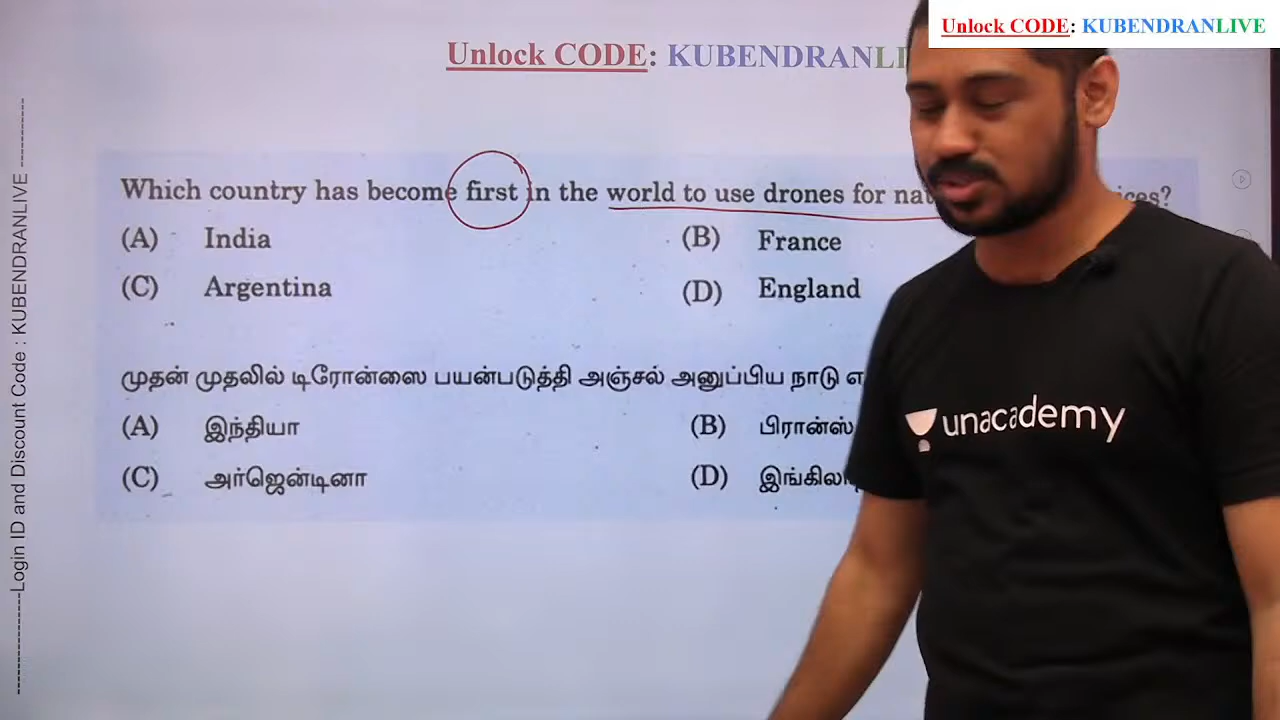 Unlock CODE: KUBENDRANLIVE
Unlock CODE: KUBENDRANLI
Which country has become first in the world to use drones for nat ices?
(A) India (B) France
(C) Argentina (D) England
முதன் முதலில் டிரோன்ஸை பயன்படுத்தி அஞ்சல் அனுப்பிய நாடு எ
(A) இந்தியா (B) பிரான்ஸ்
(C) அர்ஜென்டினா (D) இங்கிலா
unacademy
---------------Login ID and Discount Code : KUBENDRANLIVE ----------